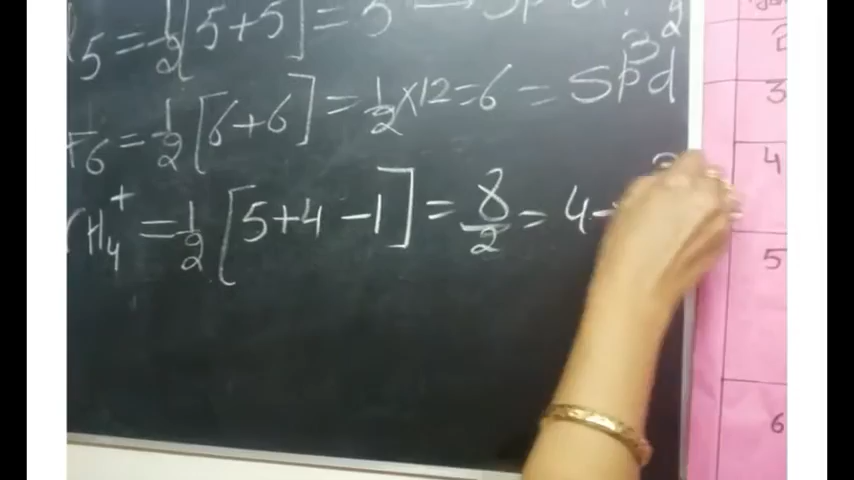 5 = 1/2 [5+5] = 5
F6 = 1/2 [6+6] = 1/2 ×12 = 6 = Sp³d²
H4+ = 1/2 [5+4-1] = 8/2 = 4
3
4
5
6